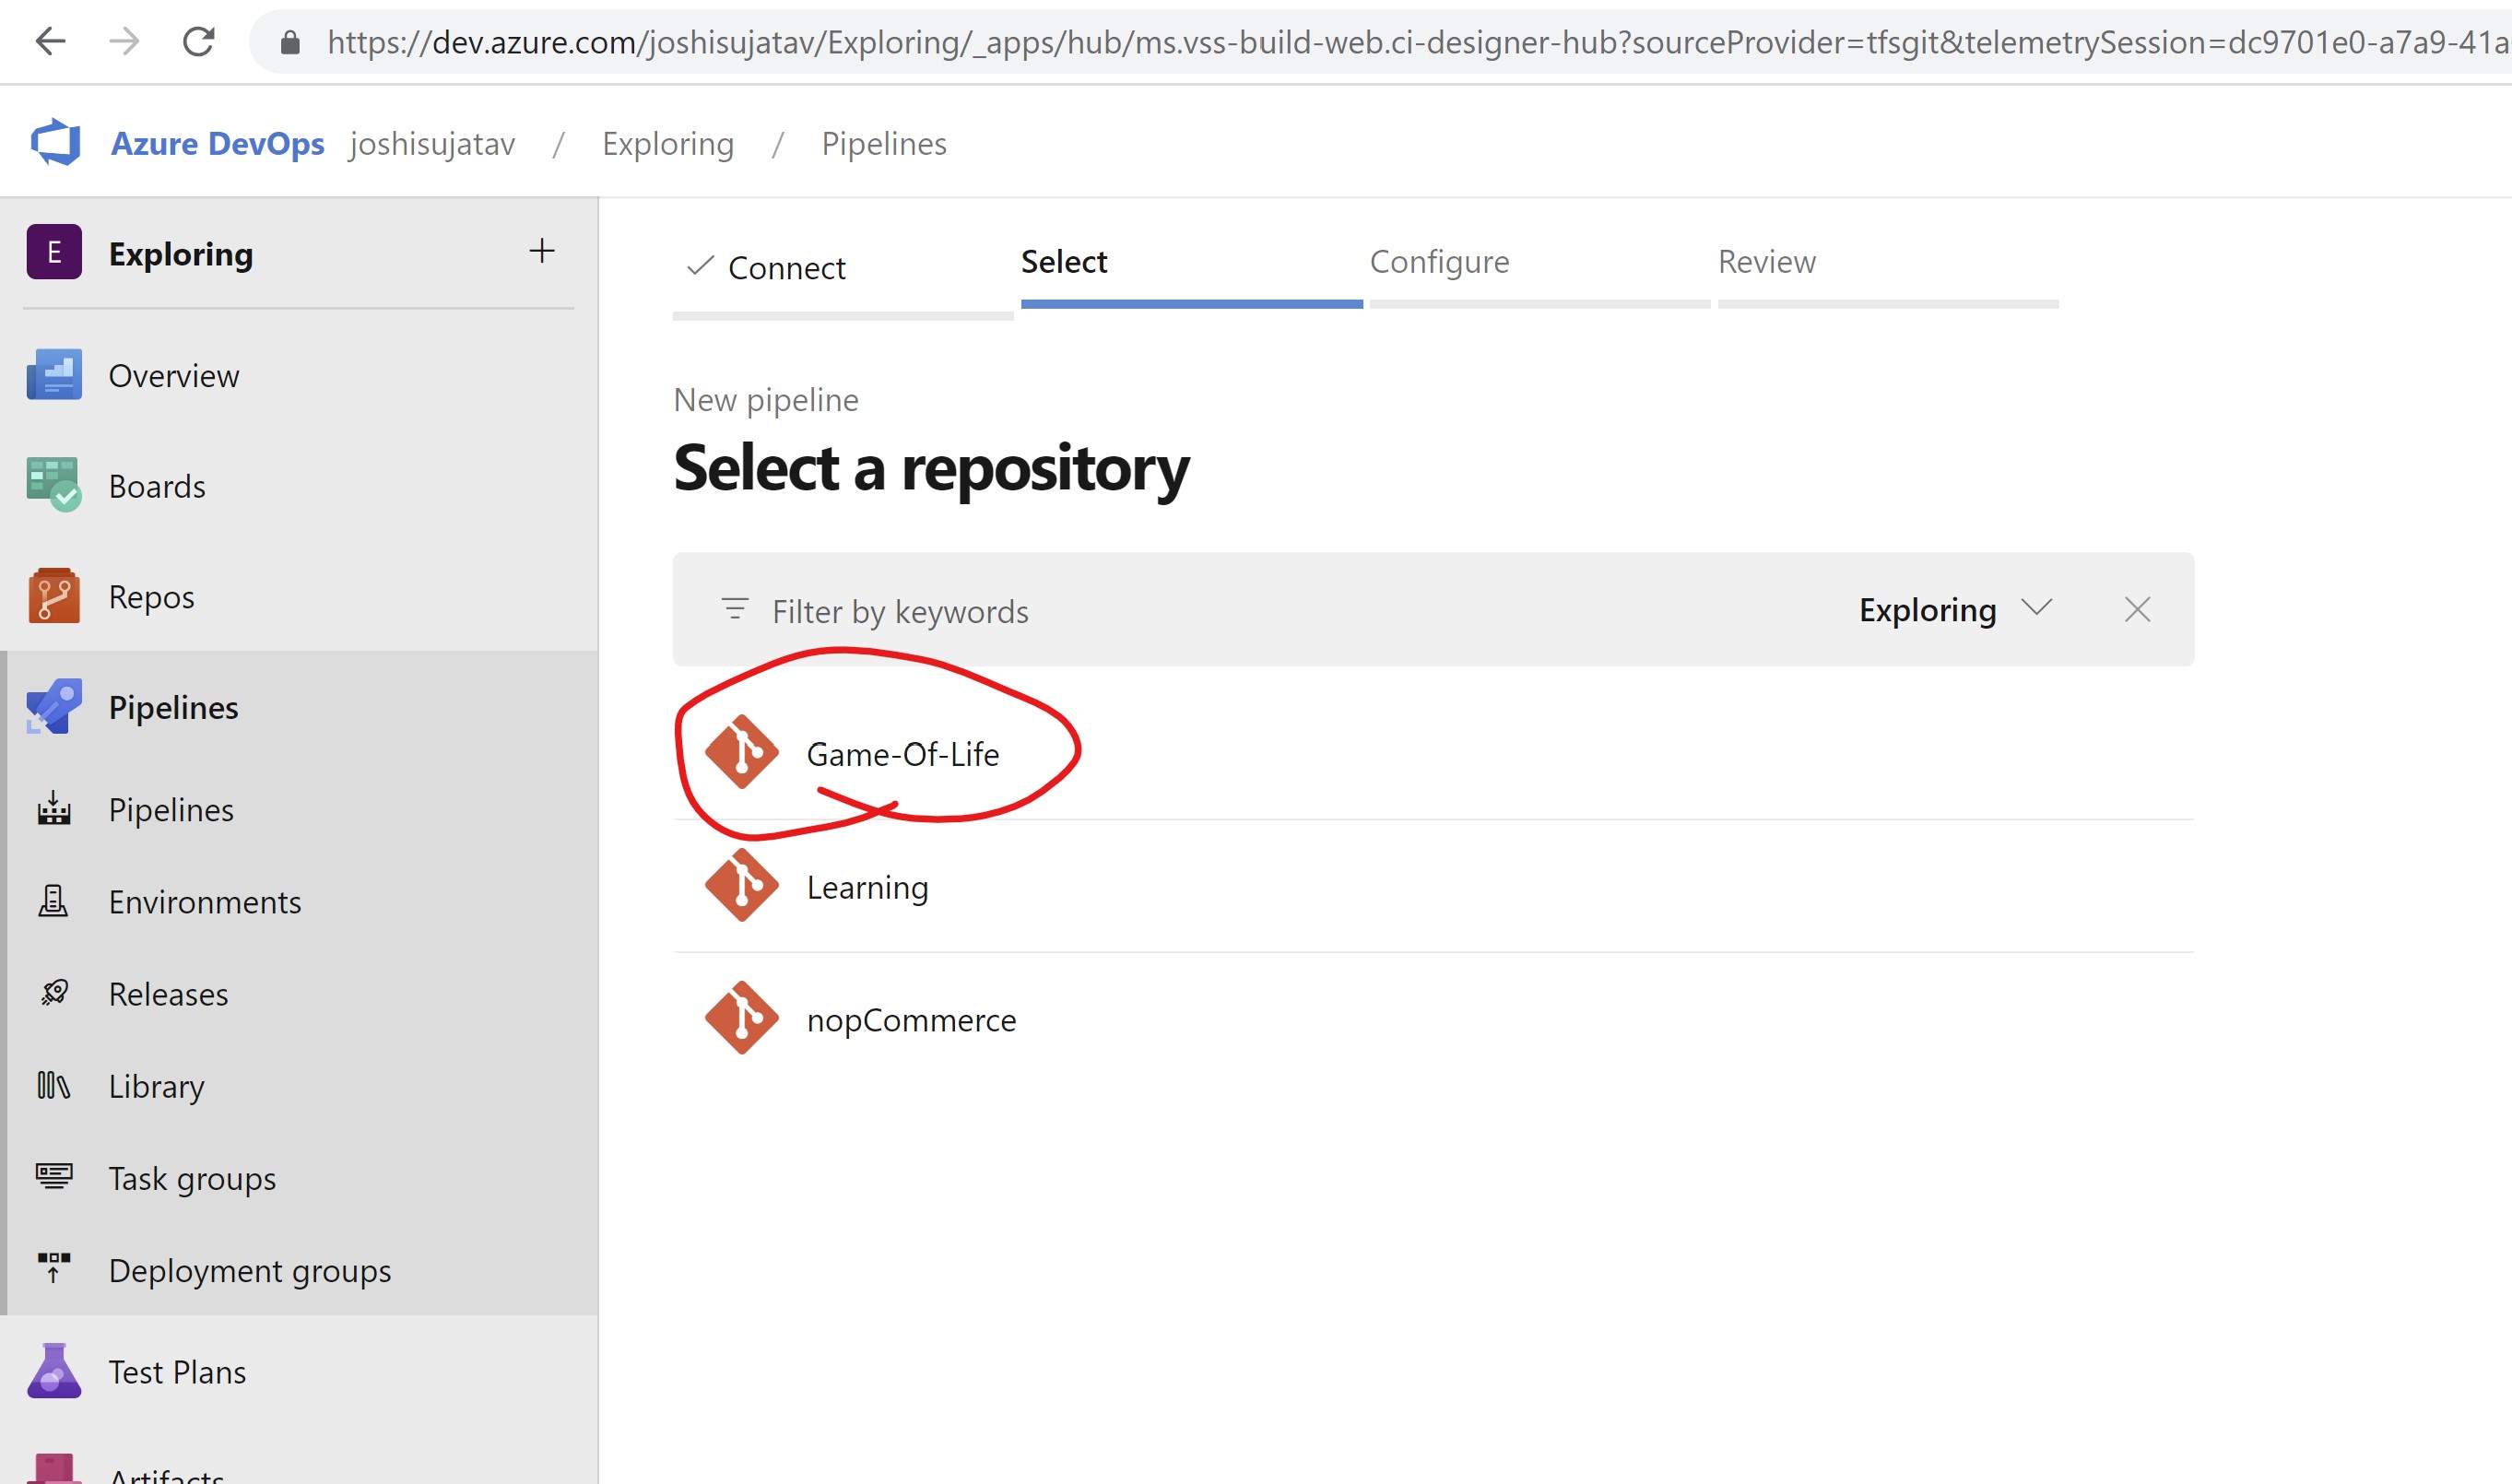 https://dev.azure.com/joshisujatav/Exploring/_apps/hub/ms.vss-build-web.ci-designer-hub?sourceProvider=tfsgit&telemetrySession=dc9701e0-a7a9-41a
Azure DevOps joshisujatav / Exploring / Pipelines
E Exploring +
Connect Select Configure Review
Overview
New pipeline
Select a repository
Boards
Repos
Filter by keywords Exploring
Pipelines
Game-Of-Life
Pipelines
Learning
Environments
Releases
nopCommerce
Library
Task groups
Deployment groups
Test Plans
Artifacts